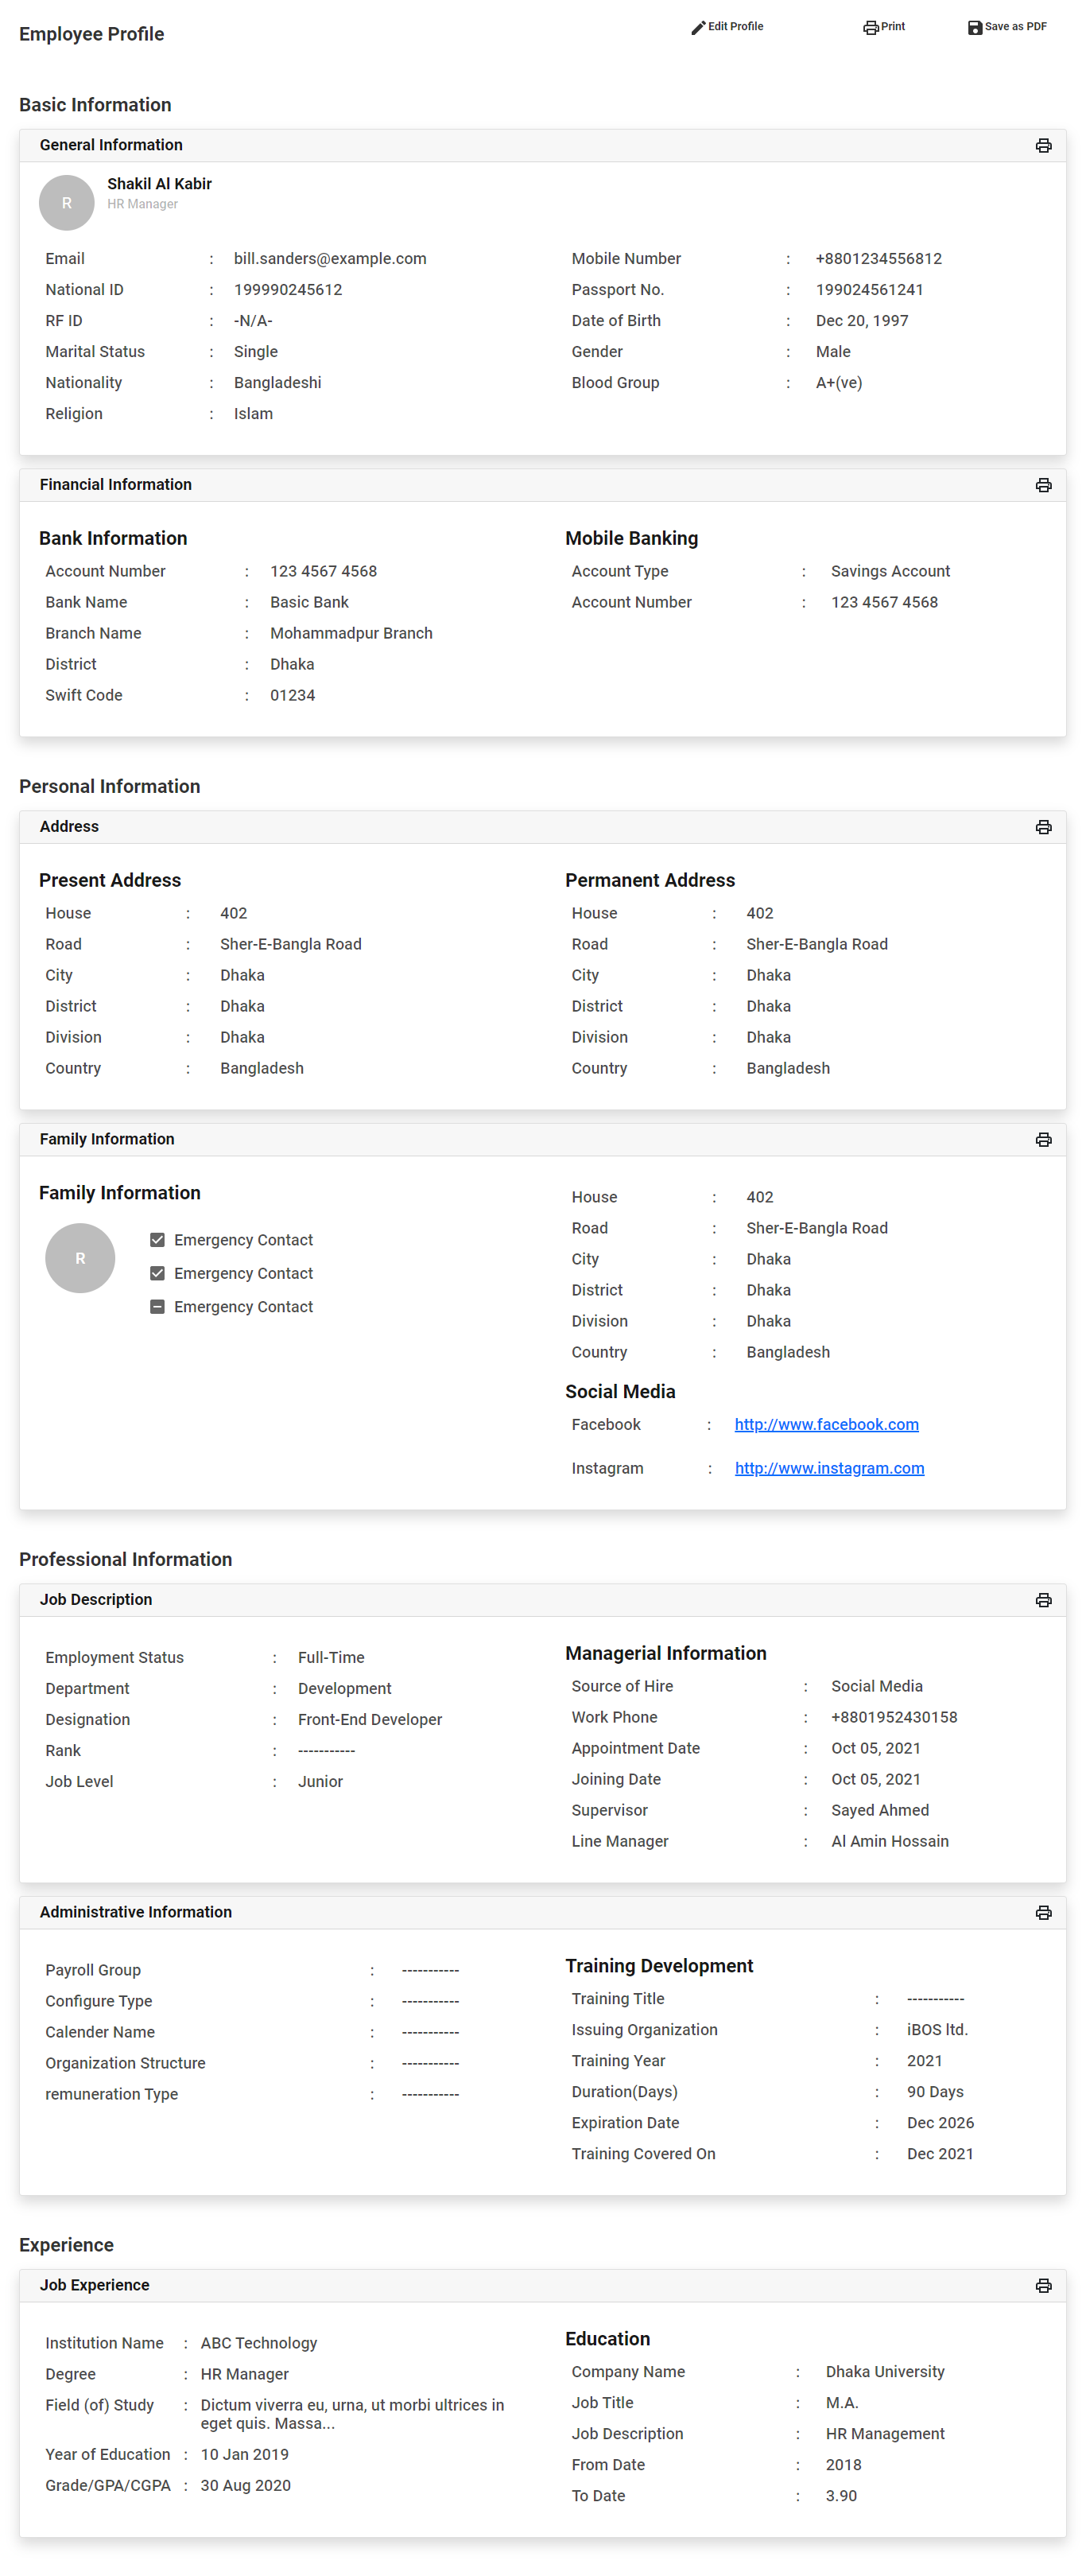 Employee Profile
Edit Profile
Print
Save as PDF
Basic Information
General Information
R
Shakil Al Kabir
HR Manager
Email : bill.sanders@example.com
National ID : 199990245612
RF ID : -N/A-
Marital Status : Single
Nationality : Bangladeshi
Religion : Islam
Mobile Number : +8801234556812
Passport No. : 199024561241
Date of Birth : Dec 20, 1997
Gender : Male
Blood Group : A+(ve)
Financial Information
Bank Information
Account Number : 123 4567 4568
Bank Name : Basic Bank
Branch Name : Mohammadpur Branch
District : Dhaka
Swift Code : 01234
Mobile Banking
Account Type : Savings Account
Account Number : 123 4567 4568
Personal Information
Address
Present Address
House : 402
Road : Sher-E-Bangla Road
City : Dhaka
District : Dhaka
Division : Dhaka
Country : Bangladesh
Permanent Address
House : 402
Road : Sher-E-Bangla Road
City : Dhaka
District : Dhaka
Division : Dhaka
Country : Bangladesh
Family Information
Family Information
R
Emergency Contact
Emergency Contact
Emergency Contact
House : 402
Road : Sher-E-Bangla Road
City : Dhaka
District : Dhaka
Division : Dhaka
Country : Bangladesh
Social Media
Facebook : http://www.facebook.com
Instagram : http://www.instagram.com
Professional Information
Job Description
Employment Status : Full-Time
Department : Development
Designation : Front-End Developer
Rank : -----------
Job Level : Junior
Managerial Information
Source of Hire : Social Media
Work Phone : +8801952430158
Appointment Date : Oct 05, 2021
Joining Date : Oct 05, 2021
Supervisor : Sayed Ahmed
Line Manager : Al Amin Hossain
Administrative Information
Payroll Group : -----------
Configure Type : -----------
Calender Name : -----------
Organization Structure : -----------
remuneration Type : -----------
Training Development
Training Title : -----------
Issuing Organization : iBOS ltd.
Training Year : 2021
Duration(Days) : 90 Days
Expiration Date : Dec 2026
Training Covered On : Dec 2021
Experience
Job Experience
Institution Name : ABC Technology
Degree : HR Manager
Field (of) Study : Dictum viverra eu, urna, ut morbi ultrices in
eget quis. Massa...
Year of Education : 10 Jan 2019
Grade/GPA/CGPA : 30 Aug 2020
Education
Company Name : Dhaka University
Job Title : M.A.
Job Description : HR Management
From Date : 2018
To Date : 3.90